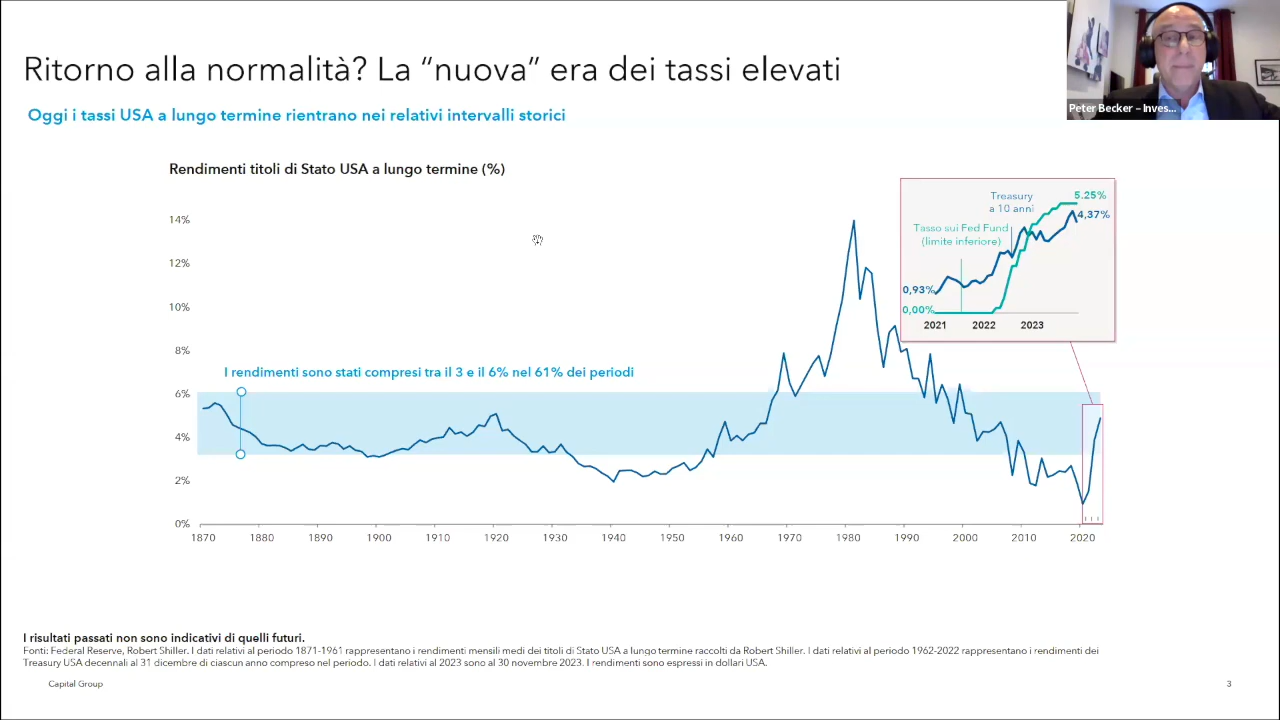 Ritorno alla normalità? La “nuova” era dei tassi elevati
Peter Becker – Inves...
Oggi i tassi USA a lungo termine rientrano nei relativi intervalli storici
Rendimenti titoli di Stato USA a lungo termine (%)
14%
12%
10%
8%
6%
4%
2%
0%
I rendimenti sono stati compresi tra il 3 e il 6% nel 61% dei periodi
1870 1880 1890 1900 1910 1920 1930 1940 1950 1960 1970 1980 1990 2000 2010 2020
Treasury
a 10 anni
5.25%
4,37%
Tasso sui Fed Fund
(limite inferiore)
0,93%
0,00%
2021 2022 2023
I risultati passati non sono indicativi di quelli futuri.
Fonti: Federal Reserve, Robert Shiller. I dati relativi al periodo 1871-1961 rappresentano i rendimenti mensili medi dei titoli di Stato USA a lungo termine raccolti da Robert Shiller. I dati relativi al periodo 1962-2022 rappresentano i rendimenti dei
Treasury USA decennali al 31 dicembre di ciascun anno compreso nel periodo. I dati relativi al 2023 sono al 30 novembre 2023. I rendimenti sono espressi in dollari USA.
Capital Group
3